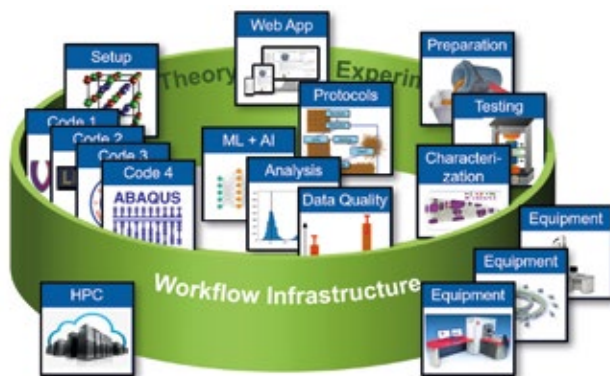 Web App
Setup
Theory
Experim
Preparation
Protocols
Testing
Code 1
Code 2
Code 3
Code 4
ABAQUS
ML + AI
Analysis
Data Quality
Characteri-
zation
Equipment
Equipment
Equipment
Workflow Infrastructure
HPC